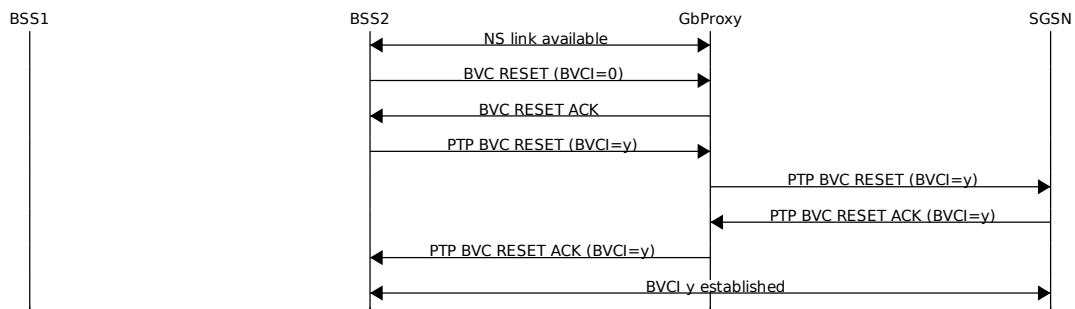 BSS1 BSS2 GbProxy SGSN
NS link available
BVC RESET (BVCI=0)
BVC RESET ACK
PTP BVC RESET (BVCI=y)
PTP BVC RESET (BVCI=y)
PTP BVC RESET ACK (BVCI=y)
PTP BVC RESET ACK (BVCI=y)
BVCI y established